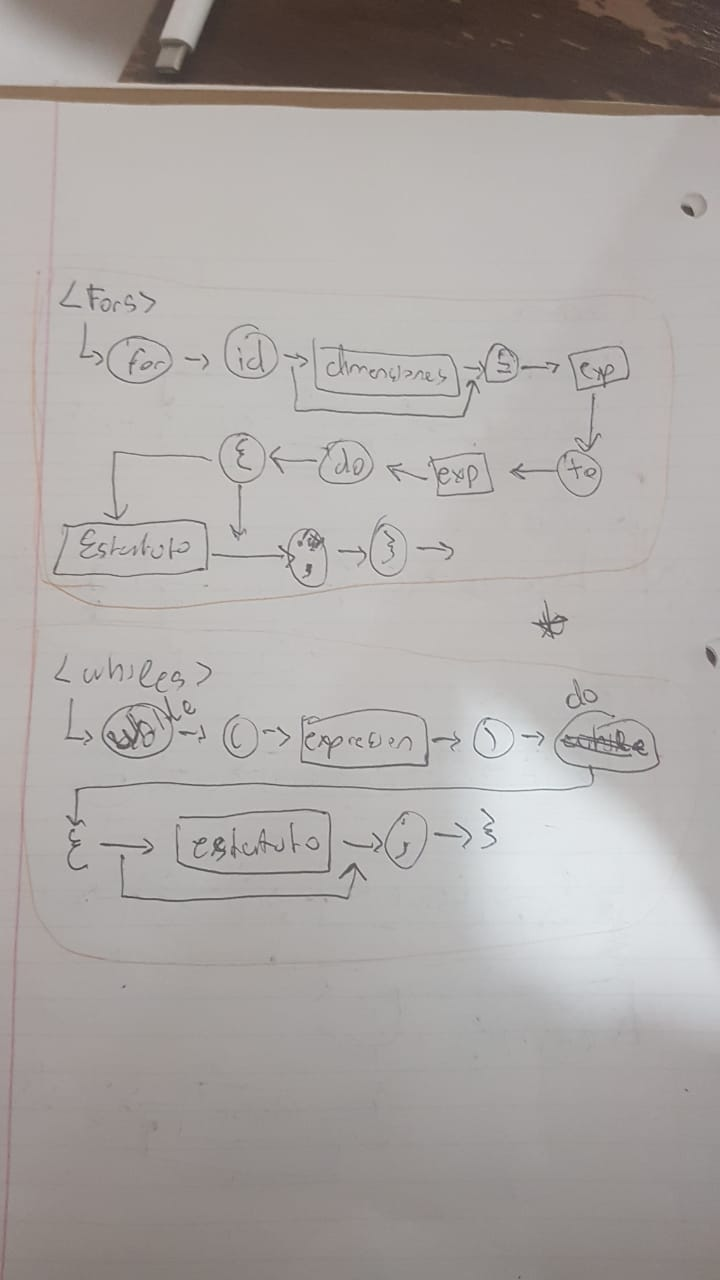 <Fors>
for id dimensiones = exp
{ do exp to
Estatuto ; }
<whiles>
do
while ( expresion )
{ estatuto ; }